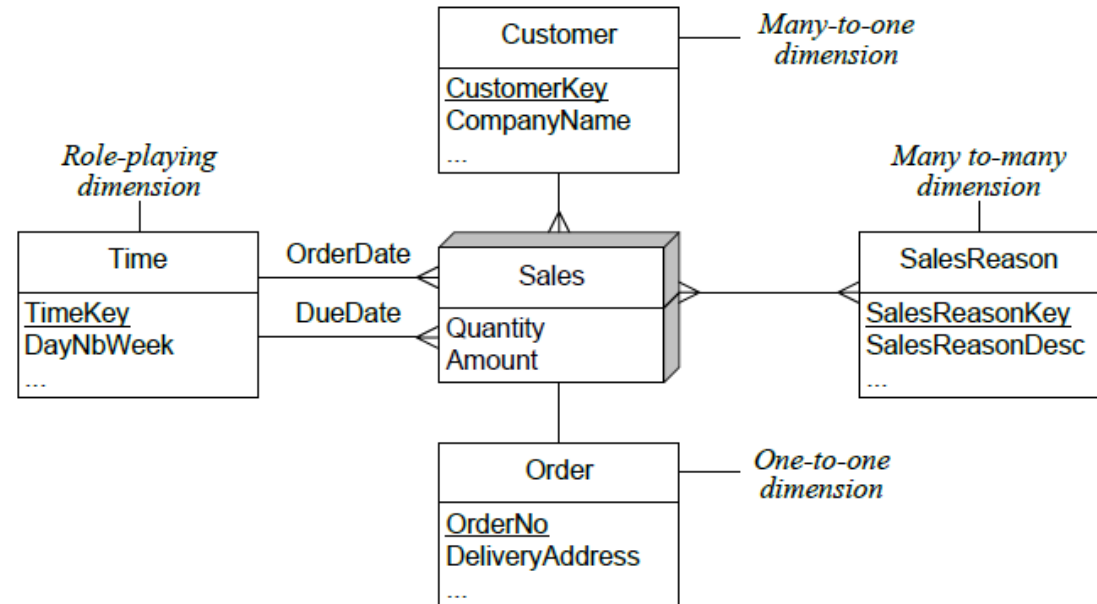 Customer
CustomerKey
CompanyName
...
Many-to-one
dimension
Role-playing
dimension
Time
TimeKey
DayNbWeek
...
OrderDate
DueDate
Sales
Quantity
Amount
Many to-many
dimension
SalesReason
SalesReasonKey
SalesReasonDesc
...
Order
OrderNo
DeliveryAddress
...
One-to-one
dimension